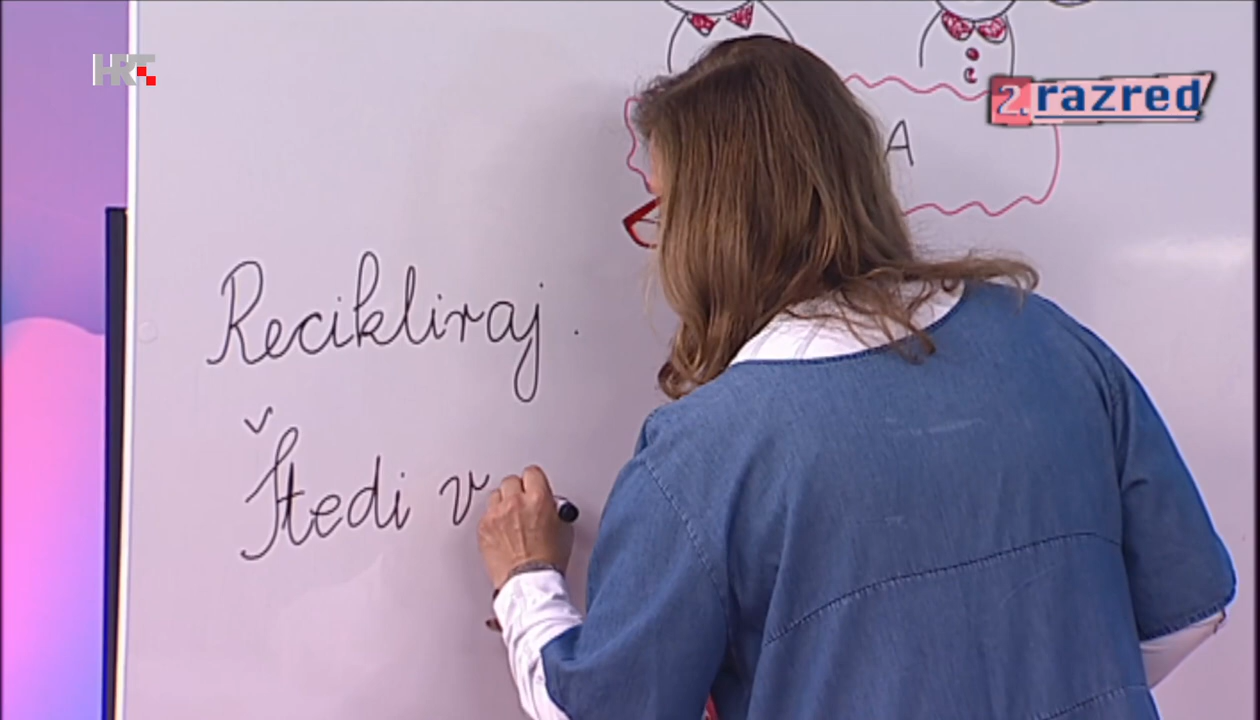 HRT
2. razred
A
Recikliraj.
Štedi v